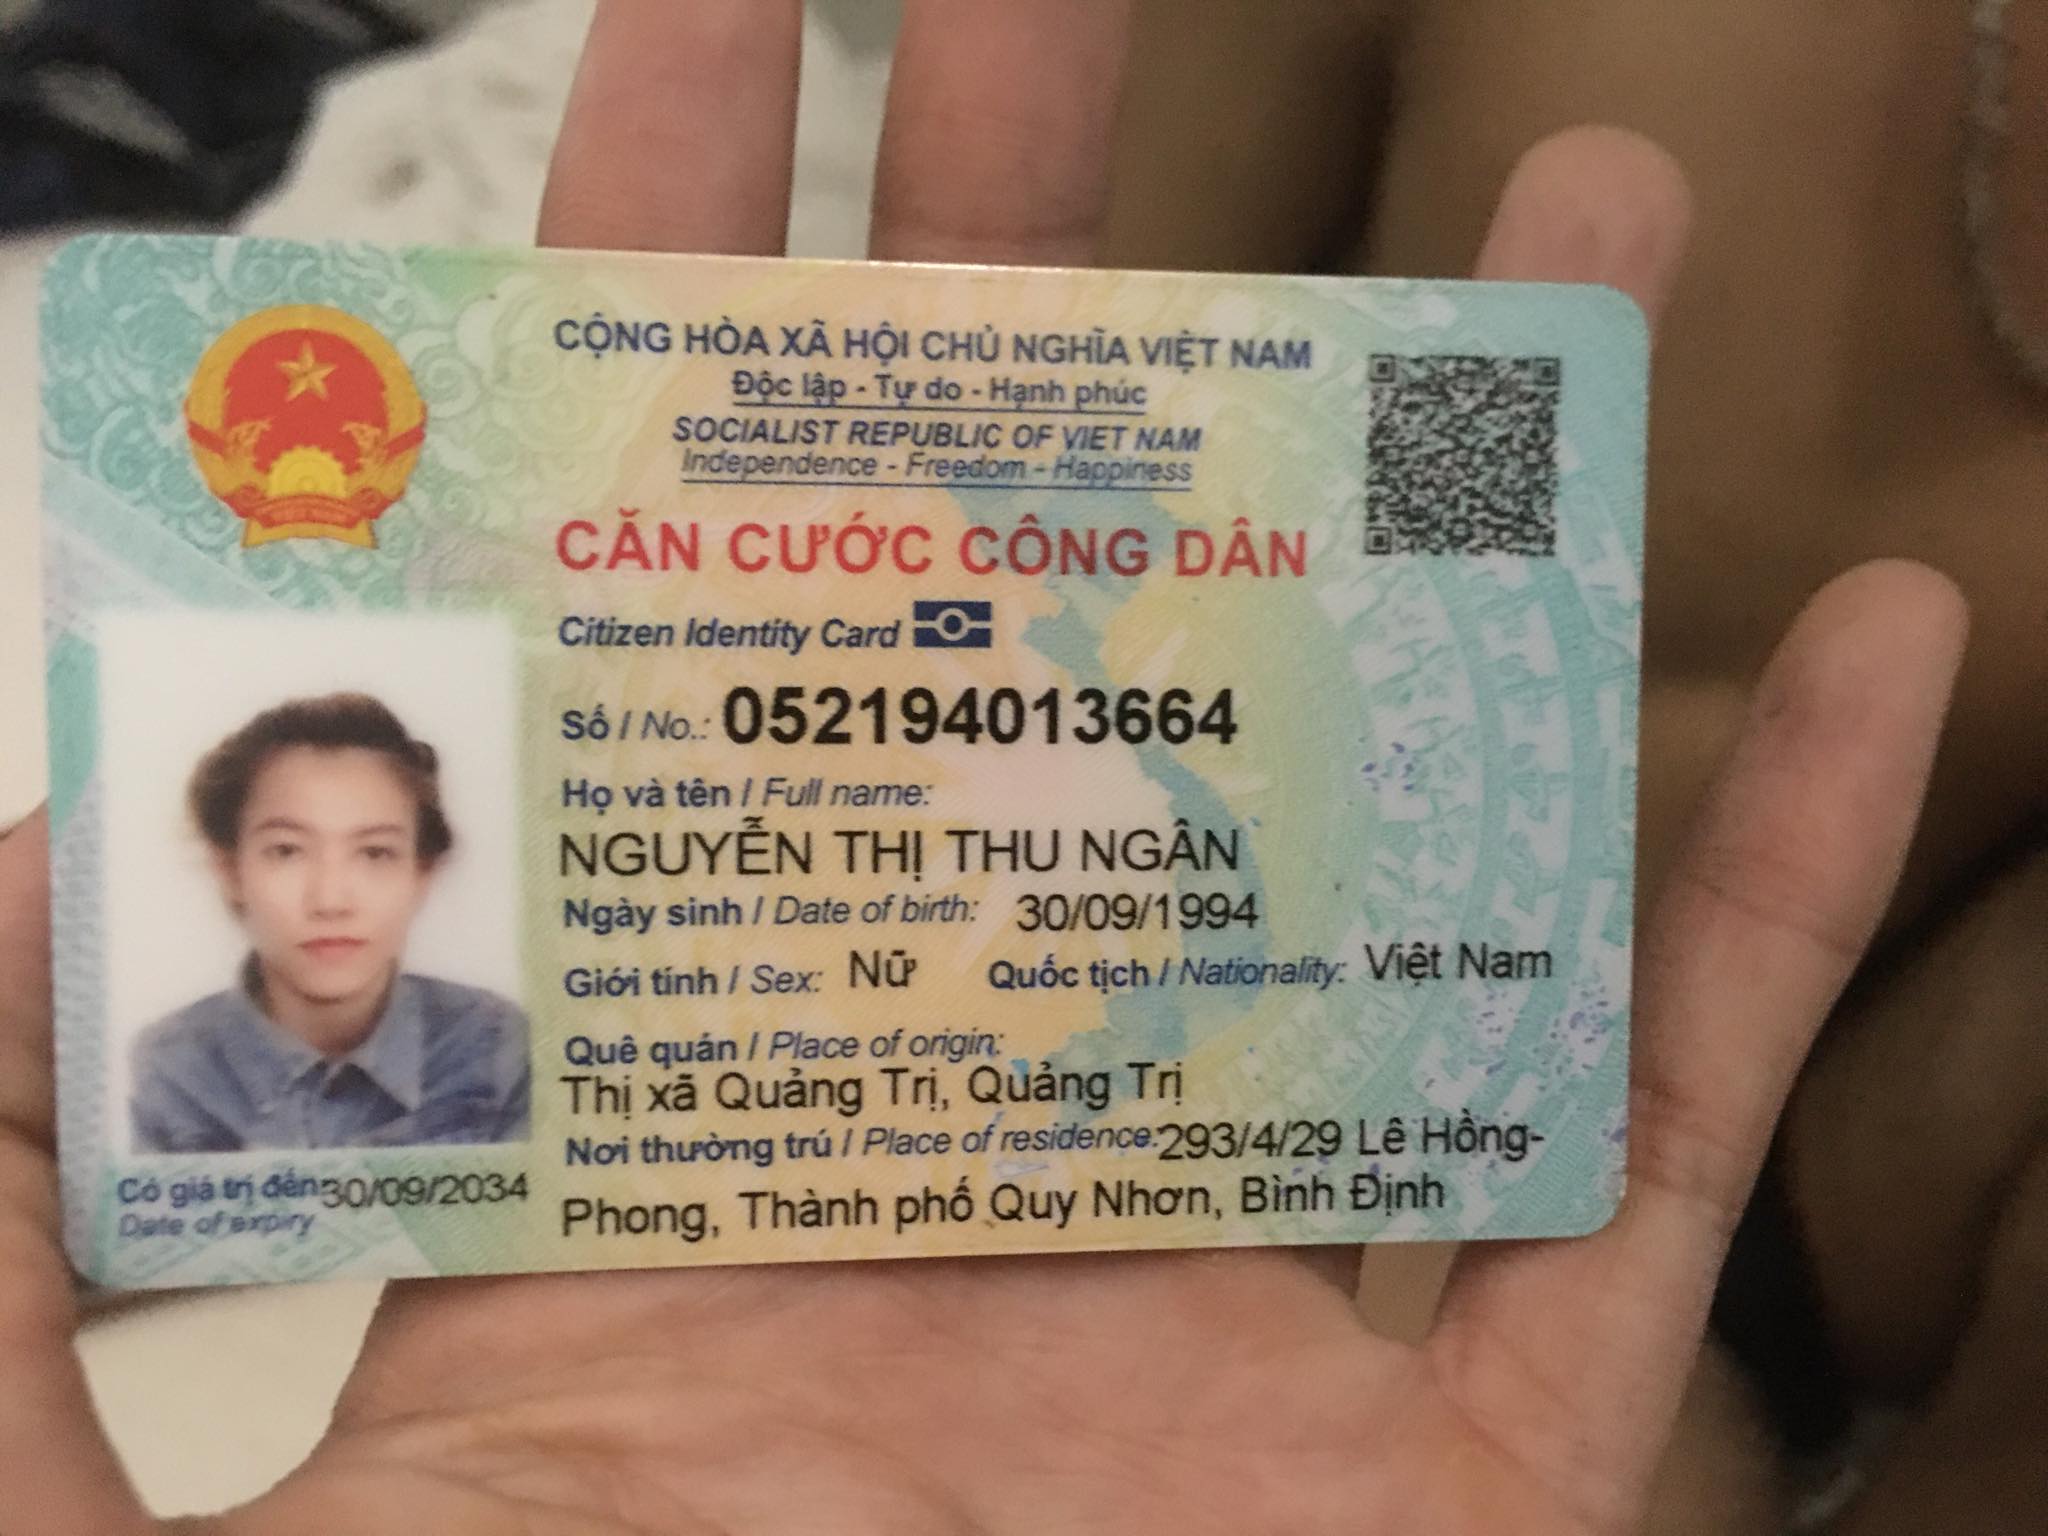 CỘNG HÒA XÃ HỘI CHỦ NGHĨA VIỆT NAM
Độc lập - Tự do - Hạnh phúc
SOCIALIST REPUBLIC OF VIET NAM
Independence - Freedom - Happiness
CĂN CƯỚC CÔNG DÂN
Citizen Identity Card
Số / No.: 052194013664
Họ và tên / Full name:
NGUYỄN THỊ THU NGÂN
Ngày sinh / Date of birth: 30/09/1994
Giới tính / Sex: Nữ Quốc tịch / Nationality: Việt Nam
Quê quán / Place of origin:
Thị xã Quảng Trị, Quảng Trị
Nơi thường trú / Place of residence: 293/4/29 Lê Hồng-
Phong, Thành phố Quy Nhơn, Bình Định
Có giá trị đến: 30/09/2034
Date of expiry